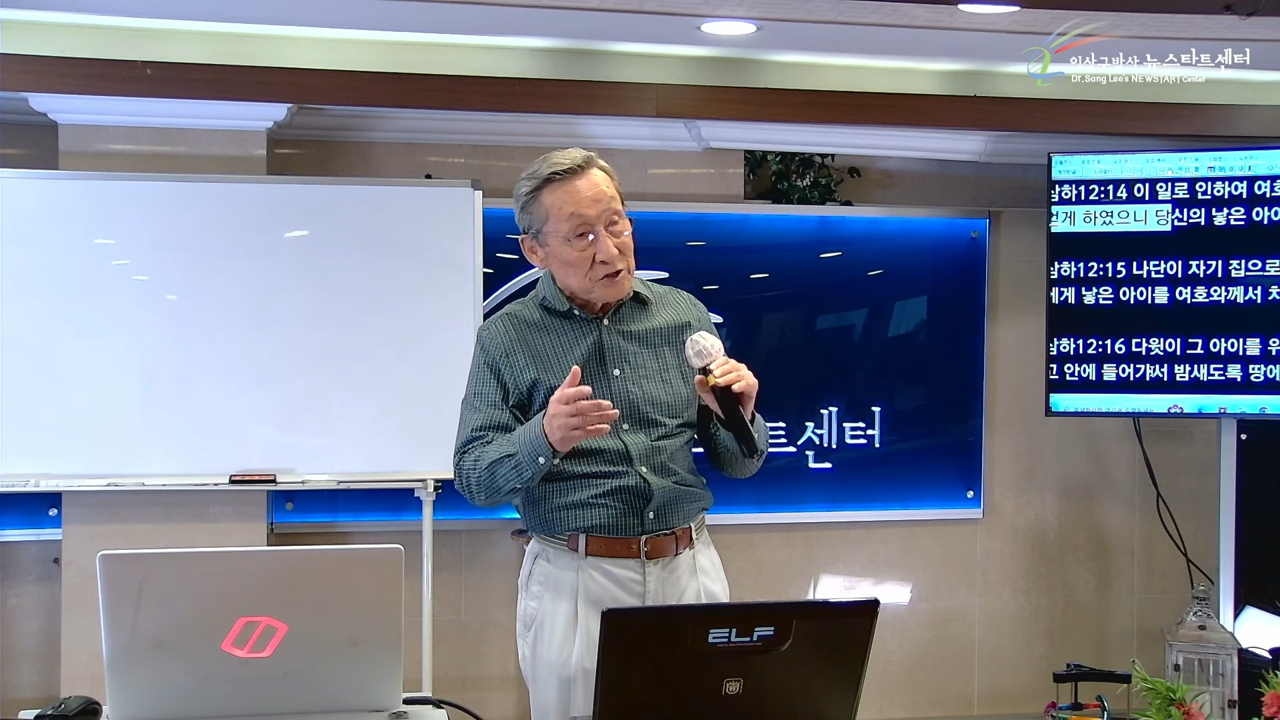 이상구박사 뉴스타트센터
Dr.Sang Lee's NEWSTART Center
삼하12:14 이 일로 인하여 여호
하였으니 당신의 낳은 아이
삼하12:15 나단이 자기 집으로
에게 낳은 아이를 여호와께서 치
삼하12:16 다윗이 그 아이를 위
고 안에 들어가서 밤새도록 땅에
스타트센터
ELF